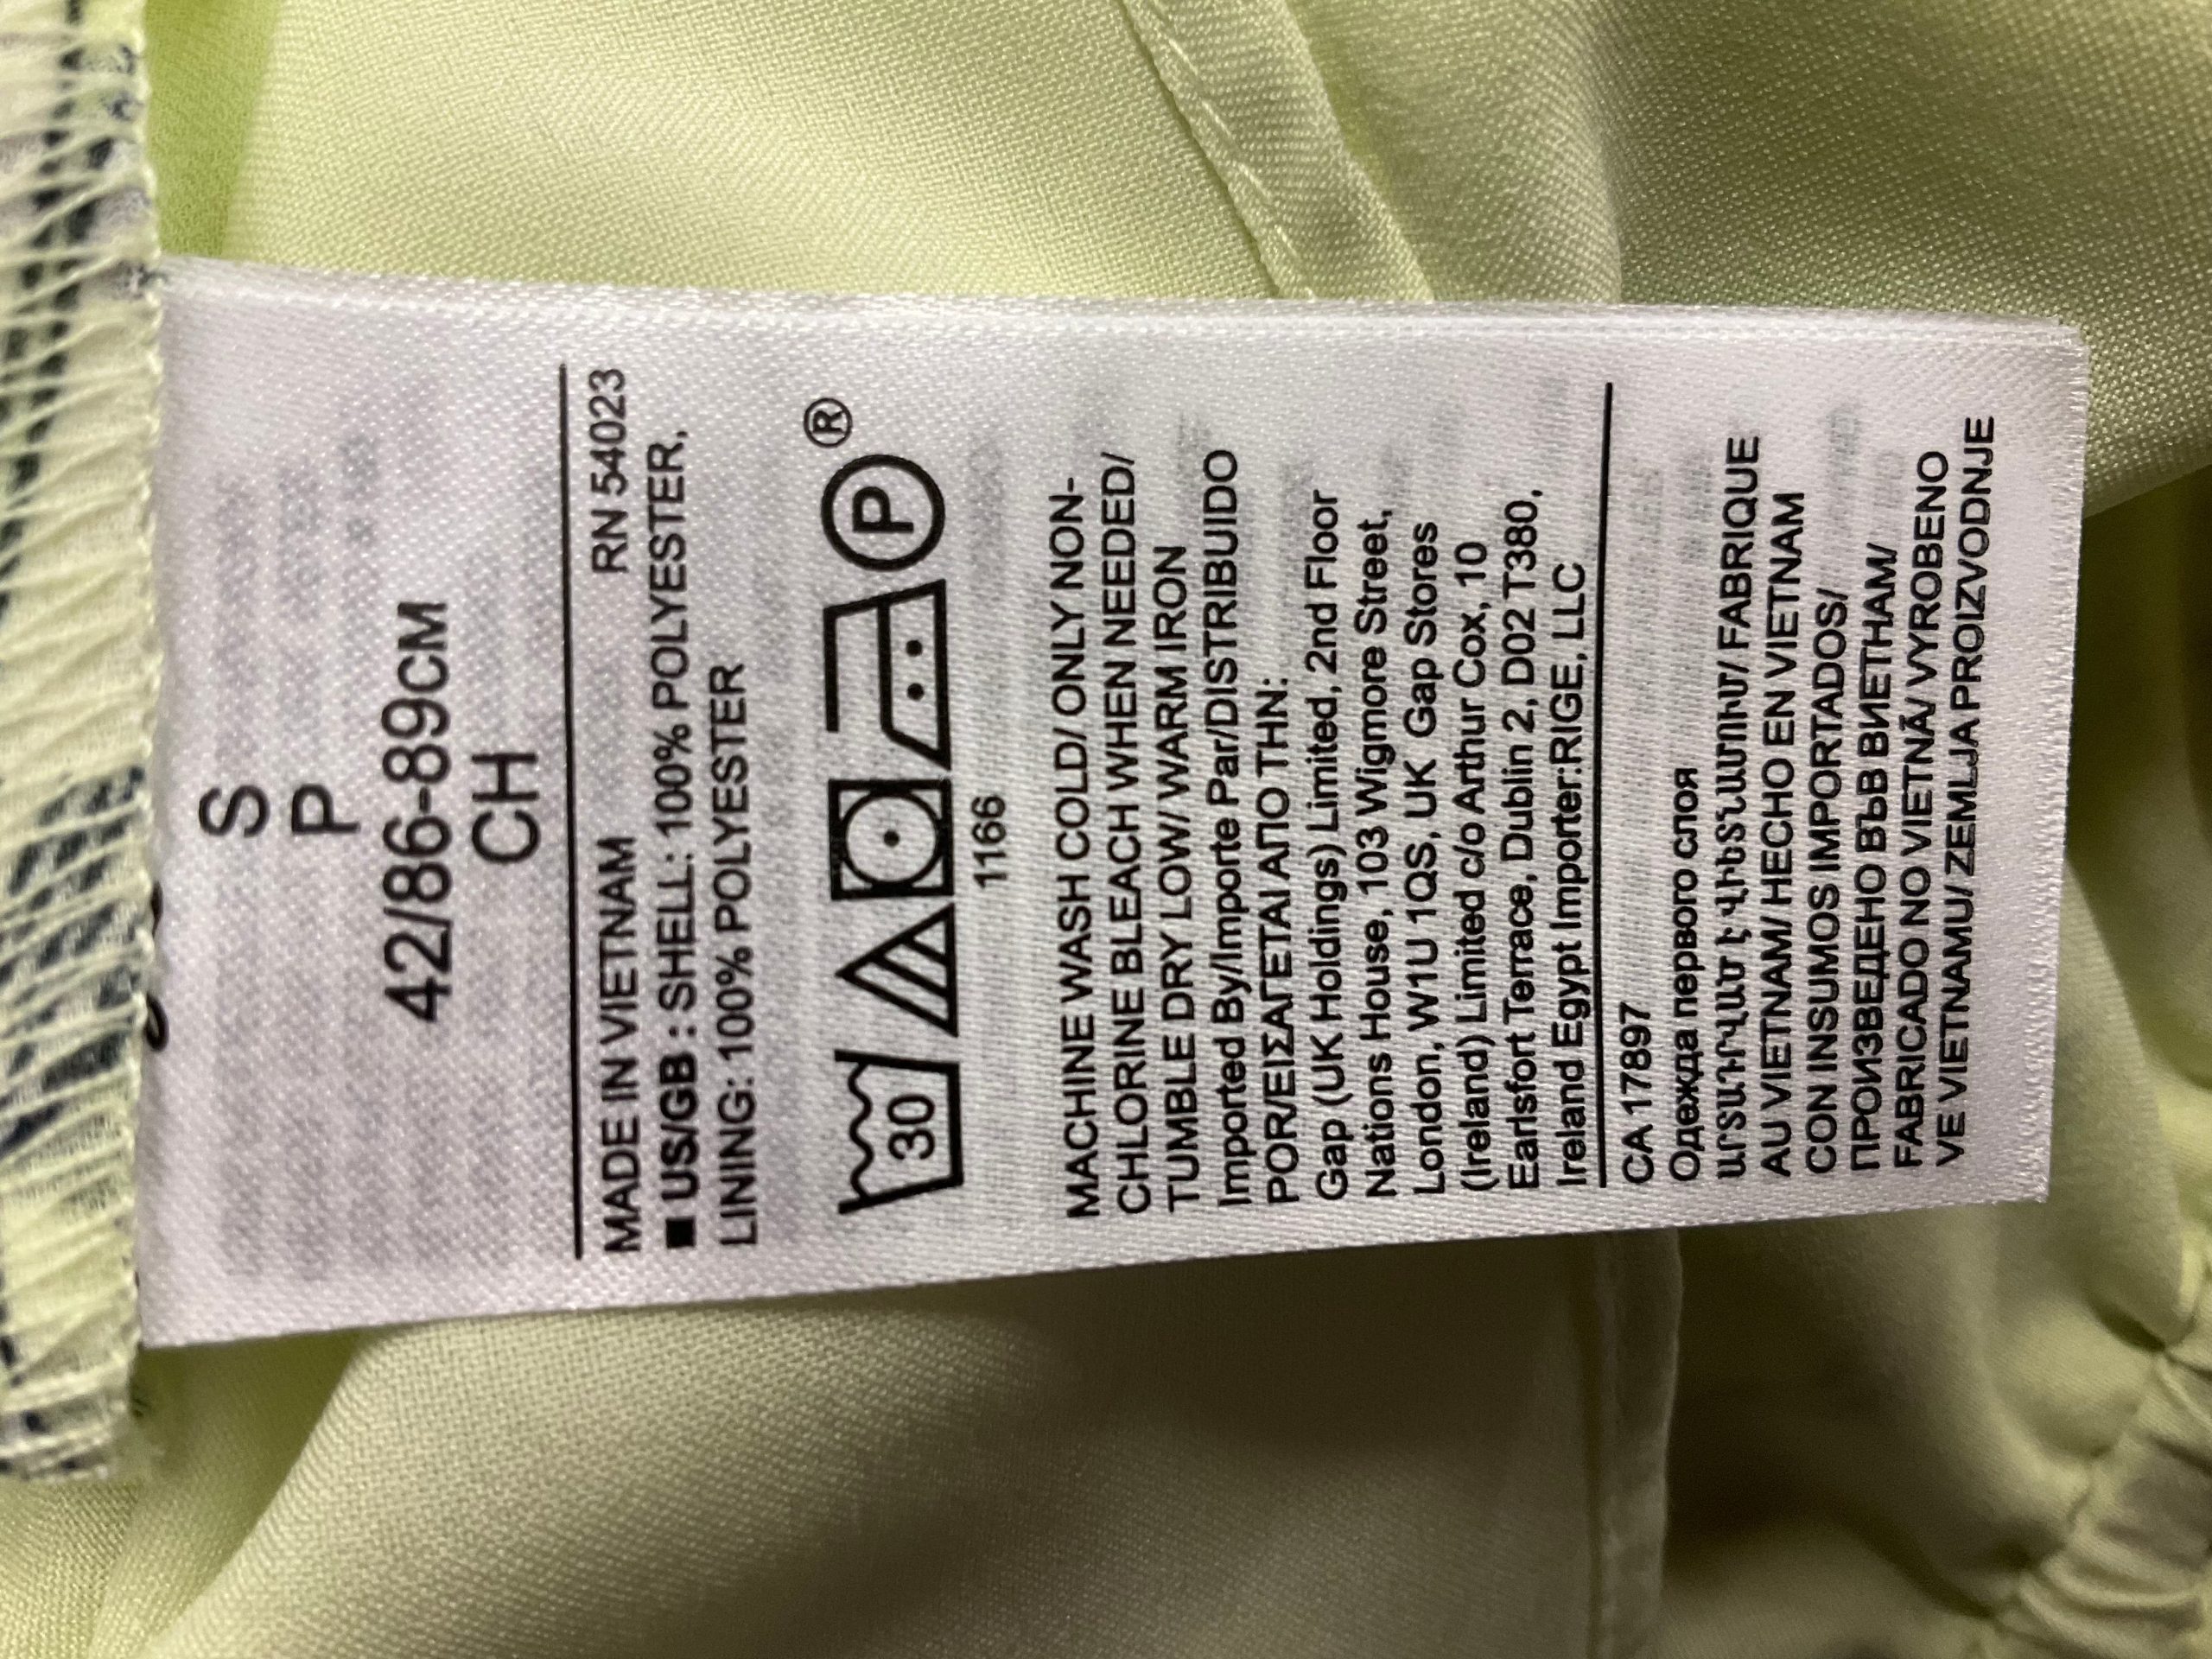 S
P
42/86-89CM
CH
MADE IN VIETNAM RN 54023
■ US/GB : SHELL: 100% POLYESTER,
LINING: 100% POLYESTER
30 P ®
1166
MACHINE WASH COLD/ ONLY NON-
CHLORINE BLEACH WHEN NEEDED/
TUMBLE DRY LOW/ WARM IRON
Imported By/Importe Par/DISTRIBUIDO
POR/ΕΙΣΑΓΕΤΑΙ ΑΠΟ ΤΗΝ:
Gap (UK Holdings) Limited, 2nd Floor
Nations House, 103 Wigmore Street,
London, W1U 1QS, UK Gap Stores
(Ireland) Limited c/o Arthur Cox, 10
Earlsfort Terrace, Dublin 2, D02 T380,
Ireland Egypt Importer:RIGE, LLC
CA 17897
Одежда первого слоя
ԱՐՏԱԴՐՎԱԾ Է ՎԻԵՏՆԱՄՈՒՄ/ FABRIQUE
AU VIETNAM/ HECHO EN VIETNAM
CON INSUMOS IMPORTADOS/
ПРОИЗВЕДЕНО ВЪВ ВИЕТНАМ/
FABRICADO NO VIETNÃ/ VYROBENO
VE VIETNAMU/ ZEMLJA PROIZVODNJE